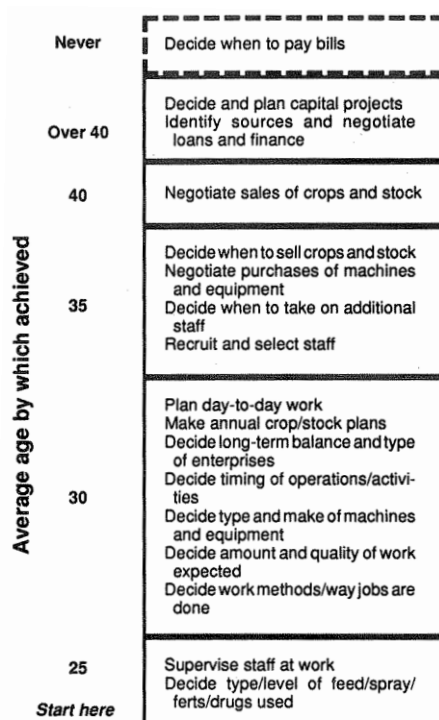 Never
Decide when to pay bills
Over 40
Decide and plan capital projects
Identify sources and negotiate
loans and finance
40
Negotiate sales of crops and stock
35
Decide when to sell crops and stock
Negotiate purchases of machines
and equipment
Decide when to take on additional
staff
Recruit and select staff
30
Plan day-to-day work
Make annual crop/stock plans
Decide long-term balance and type
of enterprises
Decide timing of operations/activi-
ties
Decide type and make of machines
and equipment
Decide amount and quality of work
expected
Decide work methods/way jobs are
done
25
Supervise staff at work
Decide type/level of feed/spray/
ferts/drugs used
Start here
Average age by which achieved